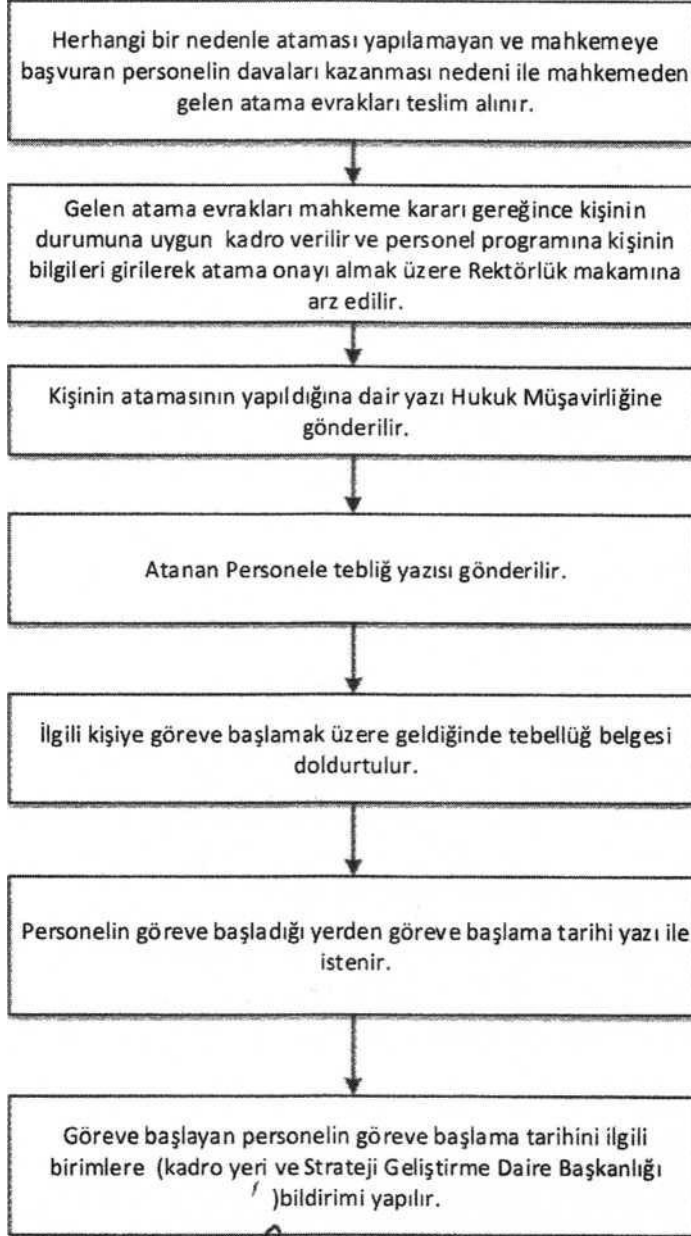 Herhangi bir nedenle ataması yapılamayan ve mahkemeye
başvuran personelin davaları kazanması nedeni ile mahkemeden
gelen atama evrakları teslim alınır.
Gelen atama evrakları mahkeme kararı gereğince kişinin
durumuna uygun kadro verilir ve personel programına kişinin
bilgileri girilerek atama onayı almak üzere Rektörlük makamına
arz edilir.
Kişinin atamasının yapıldığına dair yazı Hukuk Müşavirliğine
gönderilir.
Atanan Personele tebliğ yazısı gönderilir.
İlgili kişiye göreve başlamak üzere geldiğinde tebellüğ belgesi
doldurtulur.
Personelin göreve başladığı yerden göreve başlama tarihi yazı ile
istenir.
Göreve başlayan personelin göreve başlama tarihini ilgili
birimlere (kadro yeri ve Strateji Geliştirme Daire Başkanlığı
)bildirimi yapılır.